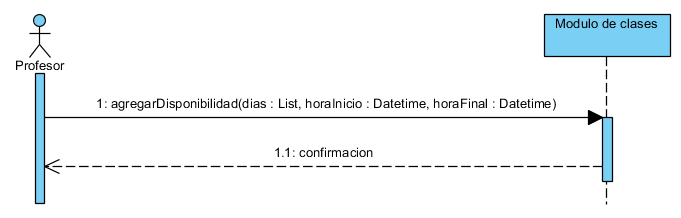 Modulo de clases
Profesor
1: agregarDisponibilidad(dias : List, horaInicio : Datetime, horaFinal : Datetime)
1.1: confirmacion